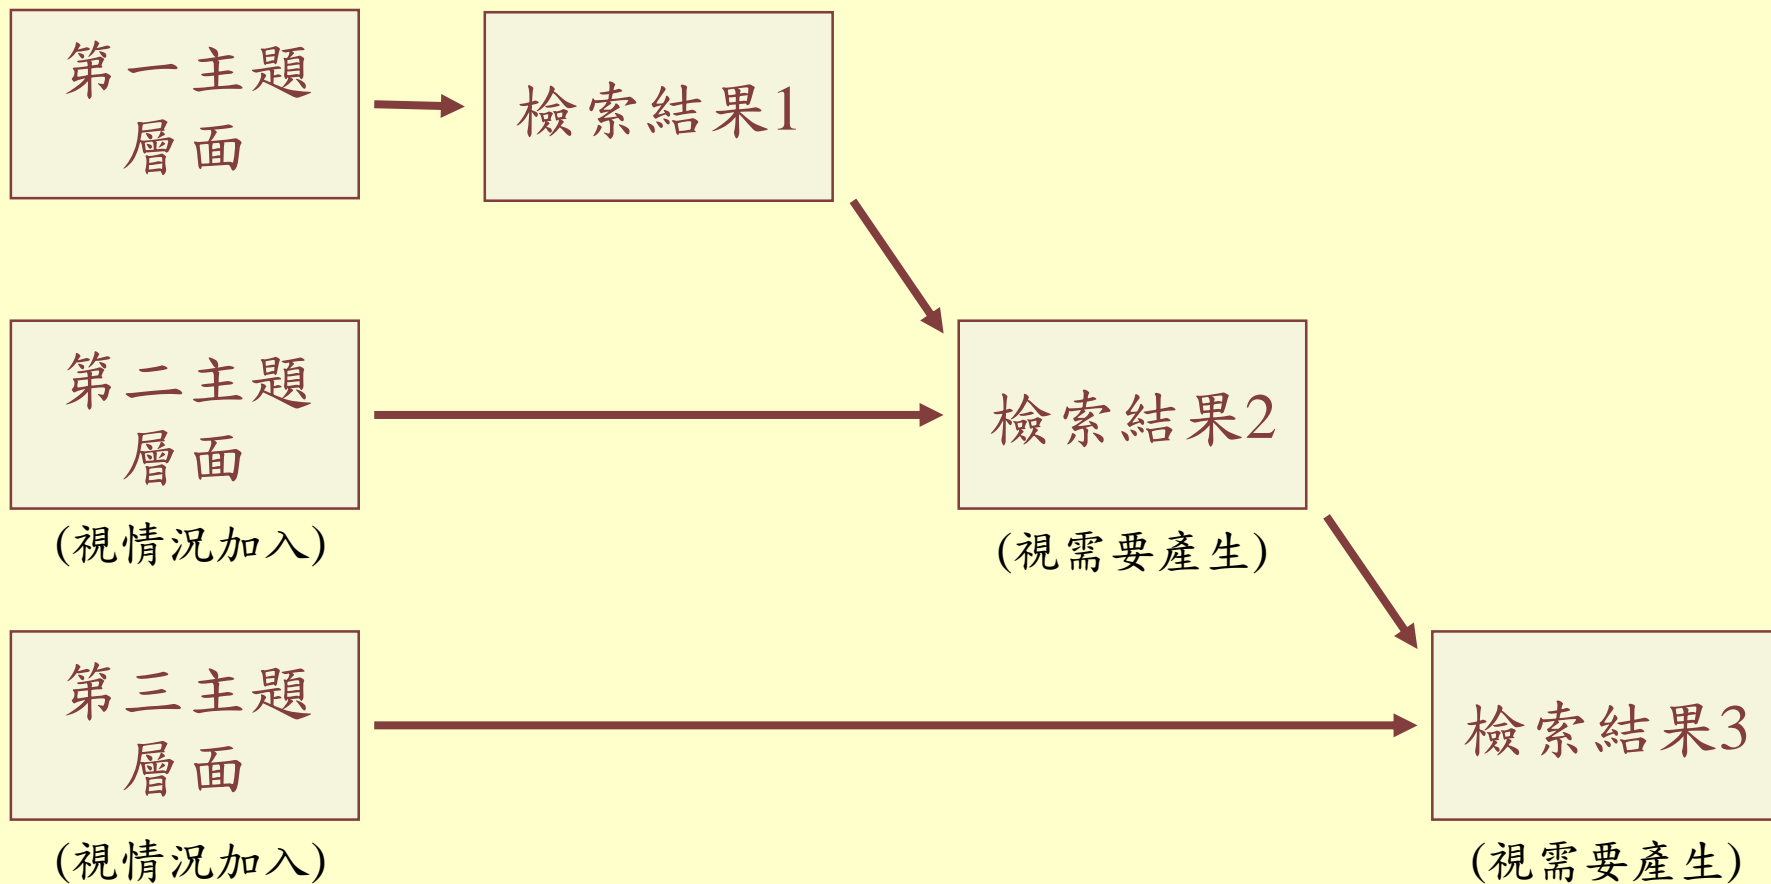 第一主題
層面
檢索結果1
第二主題
層面
(視情況加入)
檢索結果2
(視需要產生)
第三主題
層面
(視情況加入)
檢索結果3
(視需要產生)